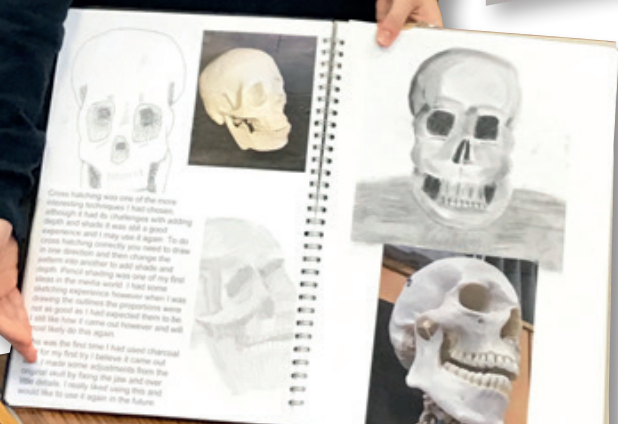 Cross hatching was one of the more
interesting techniques I had chosen,
although it had its challenges with adding
depth and shade it was still a good
experience and I may use it again. To do
cross hatching correctly you need to draw
in one direction and then change the
pattern into another to add shade and
depth. Pencil shading was one of my first
ideas in the media world. I had some
sketching experience however when I was
drawing the outlines the proportions were
not as good as I had expected them to be.
I still like how it came out however and will
most likely do this again.
was the first time I had used charcoal
for my first try I believe it came out
I made some adjustments from the
original skull by fixing the jaw and over
little details. I really liked using this and
would like to use it again in the future